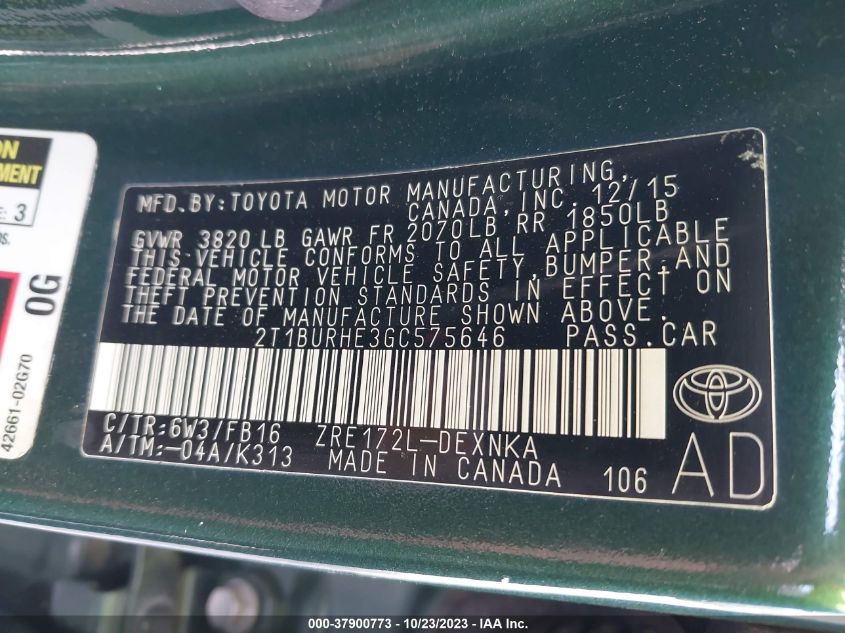 ON
EMENT
E: 3
OG
42661-02G70
MFD.BY:TOYOTA MOTOR MANUFACTURING,
CANADA,INC. 12/15
GVWR 3820 LB GAWR FR 2070LB RR 1850LB
THIS VEHICLE CONFORMS TO ALL APPLICABLE
FEDERAL MOTOR VEHICLE SAFETY,BUMPER,AND
THEFT PREVENTION STANDARDS IN EFFECT ON
THE DATE OF MANUFACTURE SHOWN ABOVE.
2T1BURHE3GC575646 PASS.CAR
C/TR:6W3/FB16 ZRE172L-DEXNKA
A/TM:-04A/K313 MADE IN CANADA 106
AD
000-37900773 - 10/23/2023 - IAA Inc.